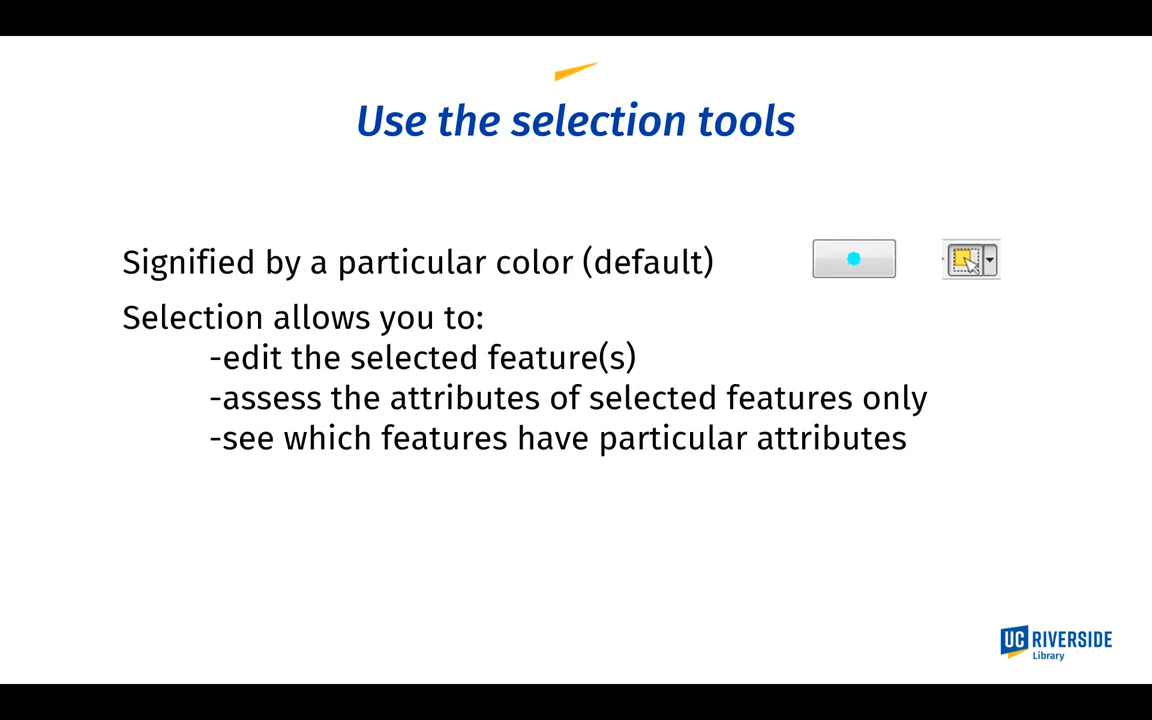 Use the selection tools
Signified by a particular color (default)
Selection allows you to:
-edit the selected feature(s)
-assess the attributes of selected features only
-see which features have particular attributes
UC RIVERSIDE
Library